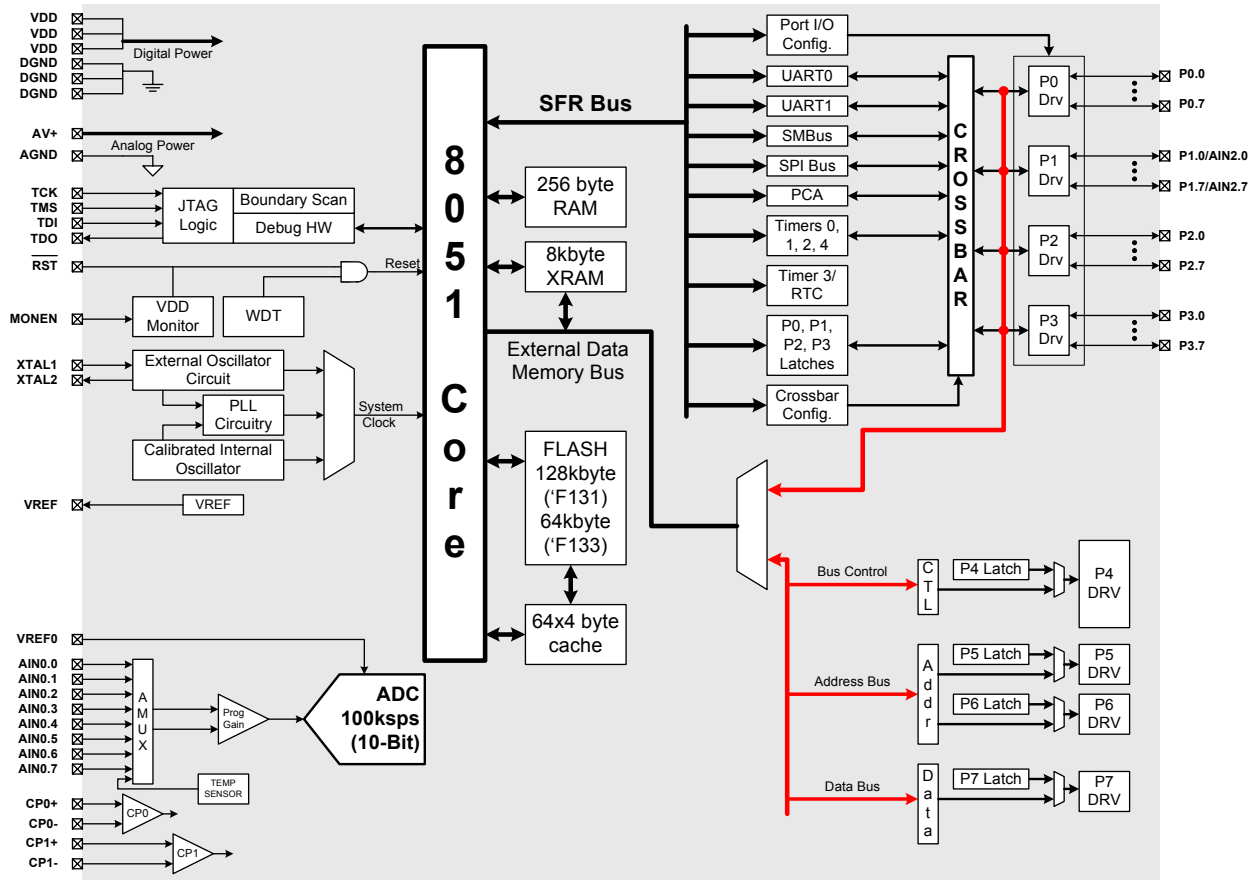 VDD
VDD
VDD
Digital Power
DGND
DGND
DGND
AV+
Analog Power
AGND
TCK
TMS
TDI
TDO
JTAG
Logic
Boundary Scan
Debug HW
RST
Reset
MONEN
VDD
Monitor
WDT
XTAL1
XTAL2
External Oscillator
Circuit
PLL
Circuitry
Calibrated Internal
Oscillator
System
Clock
VREF
VREF
VREF0
AIN0.0
AIN0.1
AIN0.2
AIN0.3
AIN0.4
AIN0.5
AIN0.6
AIN0.7
AMUX
Prog
Gain
ADC
100ksps
(10-Bit)
TEMP
SENSOR
CP0+
CP0-
CP0
CP1+
CP1-
CP1
8051 Core
SFR Bus
256 byte
RAM
8kbyte
XRAM
External Data
Memory Bus
FLASH
128kbyte
('F131)
64kbyte
('F133)
64x4 byte
cache
Port I/O
Config.
UART0
UART1
SMBus
SPI Bus
PCA
Timers 0,
1, 2, 4
Timer 3/
RTC
P0, P1,
P2, P3
Latches
Crossbar
Config.
CROSSBAR
P0
Drv
P1
Drv
P2
Drv
P3
Drv
P0.0
P0.7
P1.0/AIN2.0
P1.7/AIN2.7
P2.0
P2.7
P3.0
P3.7
Bus Control
CTL
P4 Latch
P4
DRV
Address Bus
Addr
P5 Latch
P5
DRV
P6 Latch
P6
DRV
Data Bus
Data
P7 Latch
P7
DRV